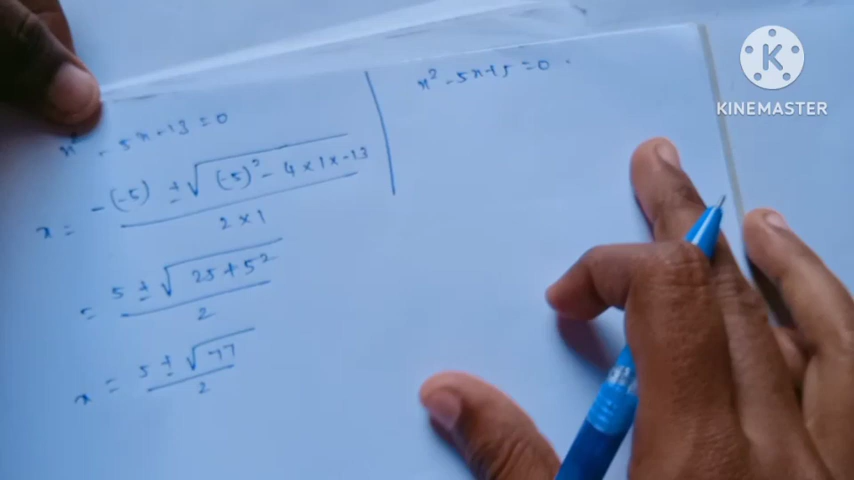 x² - 5x - 13 = 0
x = -(-5) ± √(-5)² - 4 × 1 × -13 / 2 × 1
= 5 ± √25 + 52 / 2
x = 5 ± √77 / 2
x² - 5x + 5 = 0
K
KINEMASTER